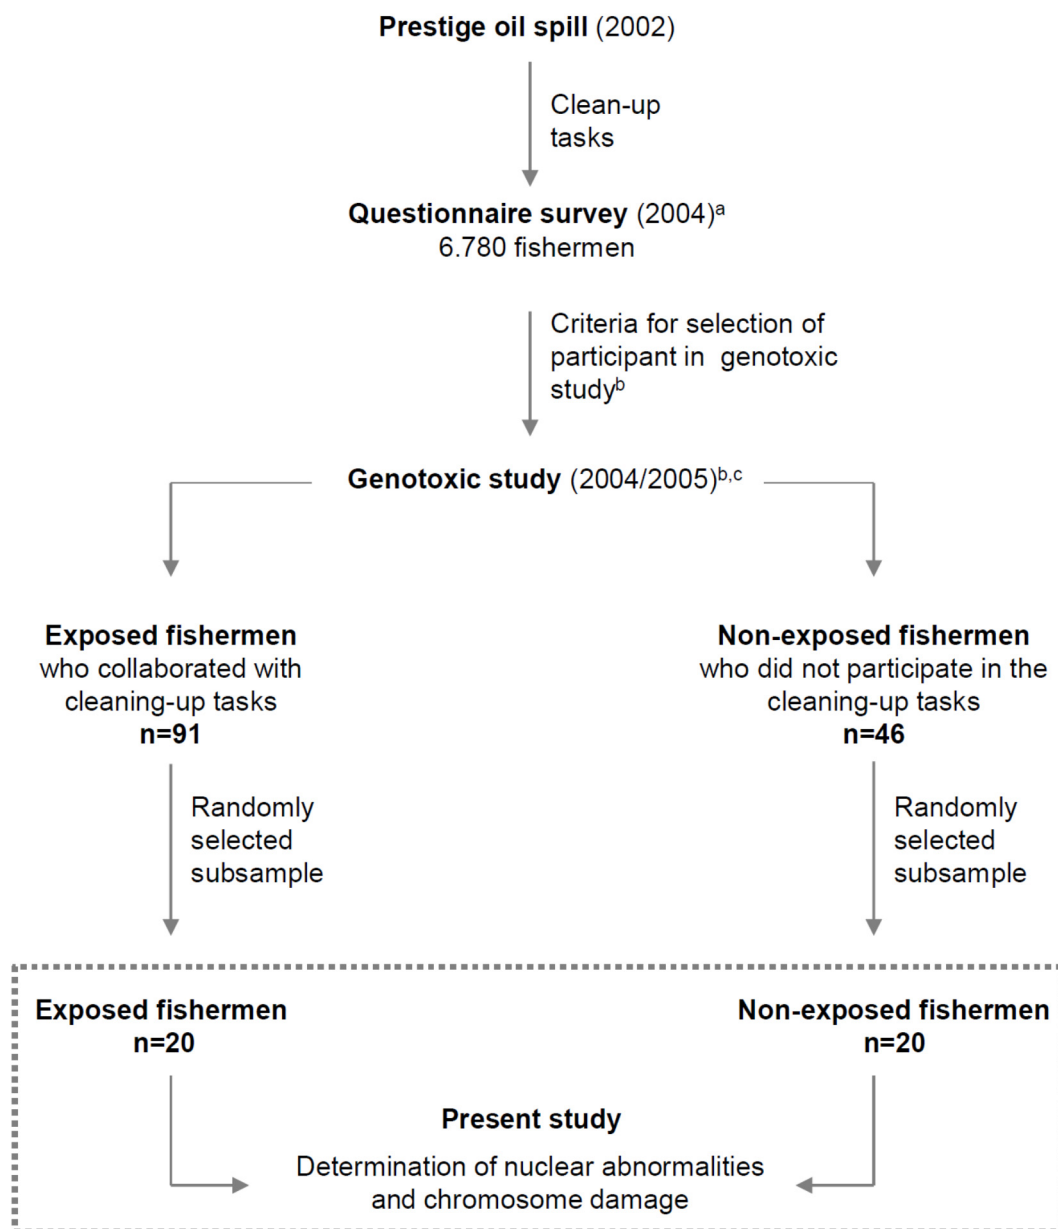 Prestige oil spill (2002)
Clean-up
tasks
Questionnaire survey (2004)ᵃ
6.780 fishermen
Criteria for selection of
participant in genotoxic
studyᵇ
Genotoxic study (2004/2005)ᵇ,ᶜ
Exposed fishermen
who collaborated with
cleaning-up tasks
n=91
Non-exposed fishermen
who did not participate in the
cleaning-up tasks
n=46
Randomly
selected
subsample
Randomly
selected
subsample
Exposed fishermen
n=20
Non-exposed fishermen
n=20
Present study
Determination of nuclear abnormalities
and chromosome damage